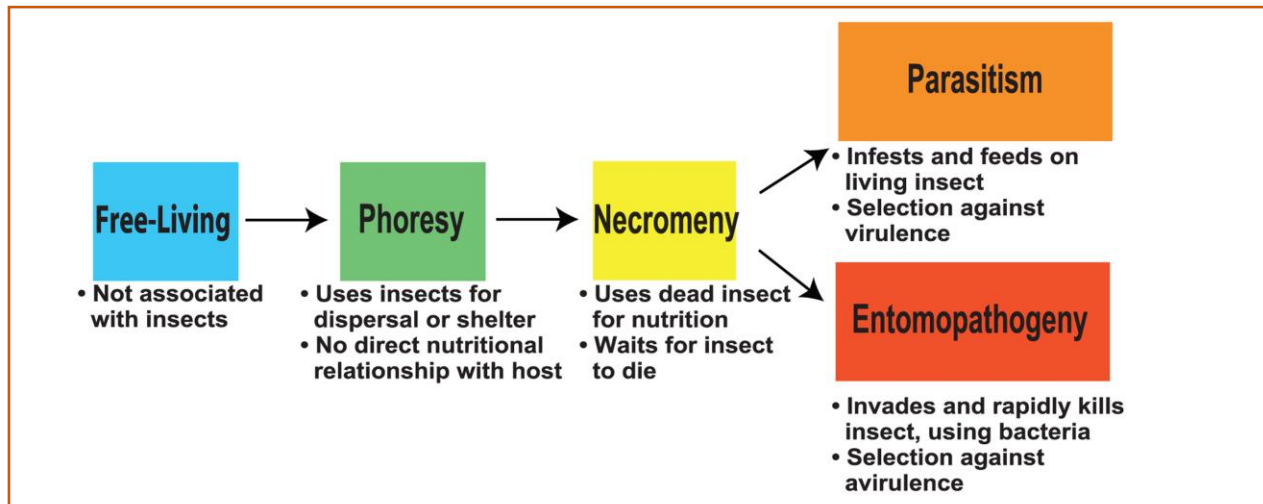 Free-Living
• Not associated
with insects
Phoresy
• Uses insects for
dispersal or shelter
• No direct nutritional
relationship with host
Necromeny
• Uses dead insect
for nutrition
• Waits for insect
to die
Parasitism
• Infests and feeds on
living insect
• Selection against
virulence
Entomopathogeny
• Invades and rapidly kills
insect, using bacteria
• Selection against
avirulence